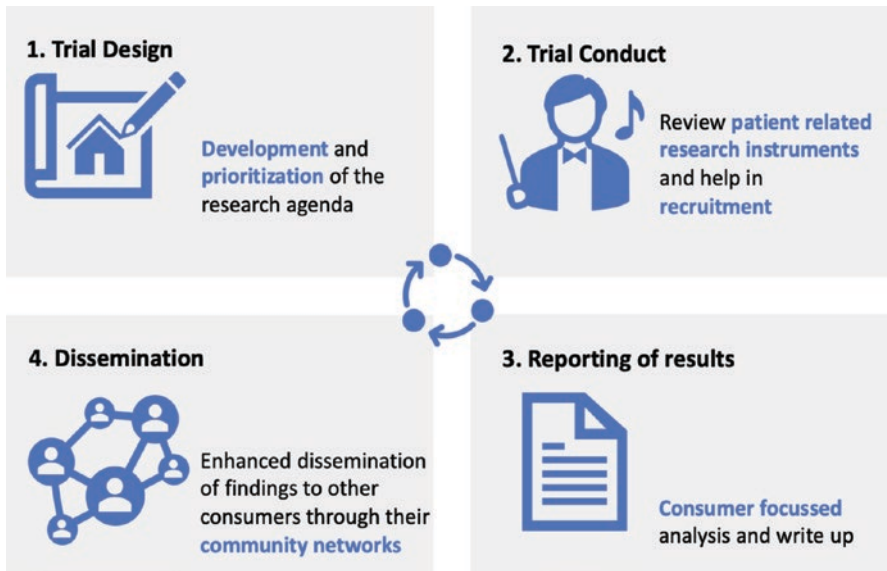 1. Trial Design
Development and
prioritization of the
research agenda
2. Trial Conduct
Review patient related
research instruments
and help in
recruitment
3. Reporting of results
Consumer focussed
analysis and write up
4. Dissemination
Enhanced dissemination
of findings to other
consumers through their
community networks